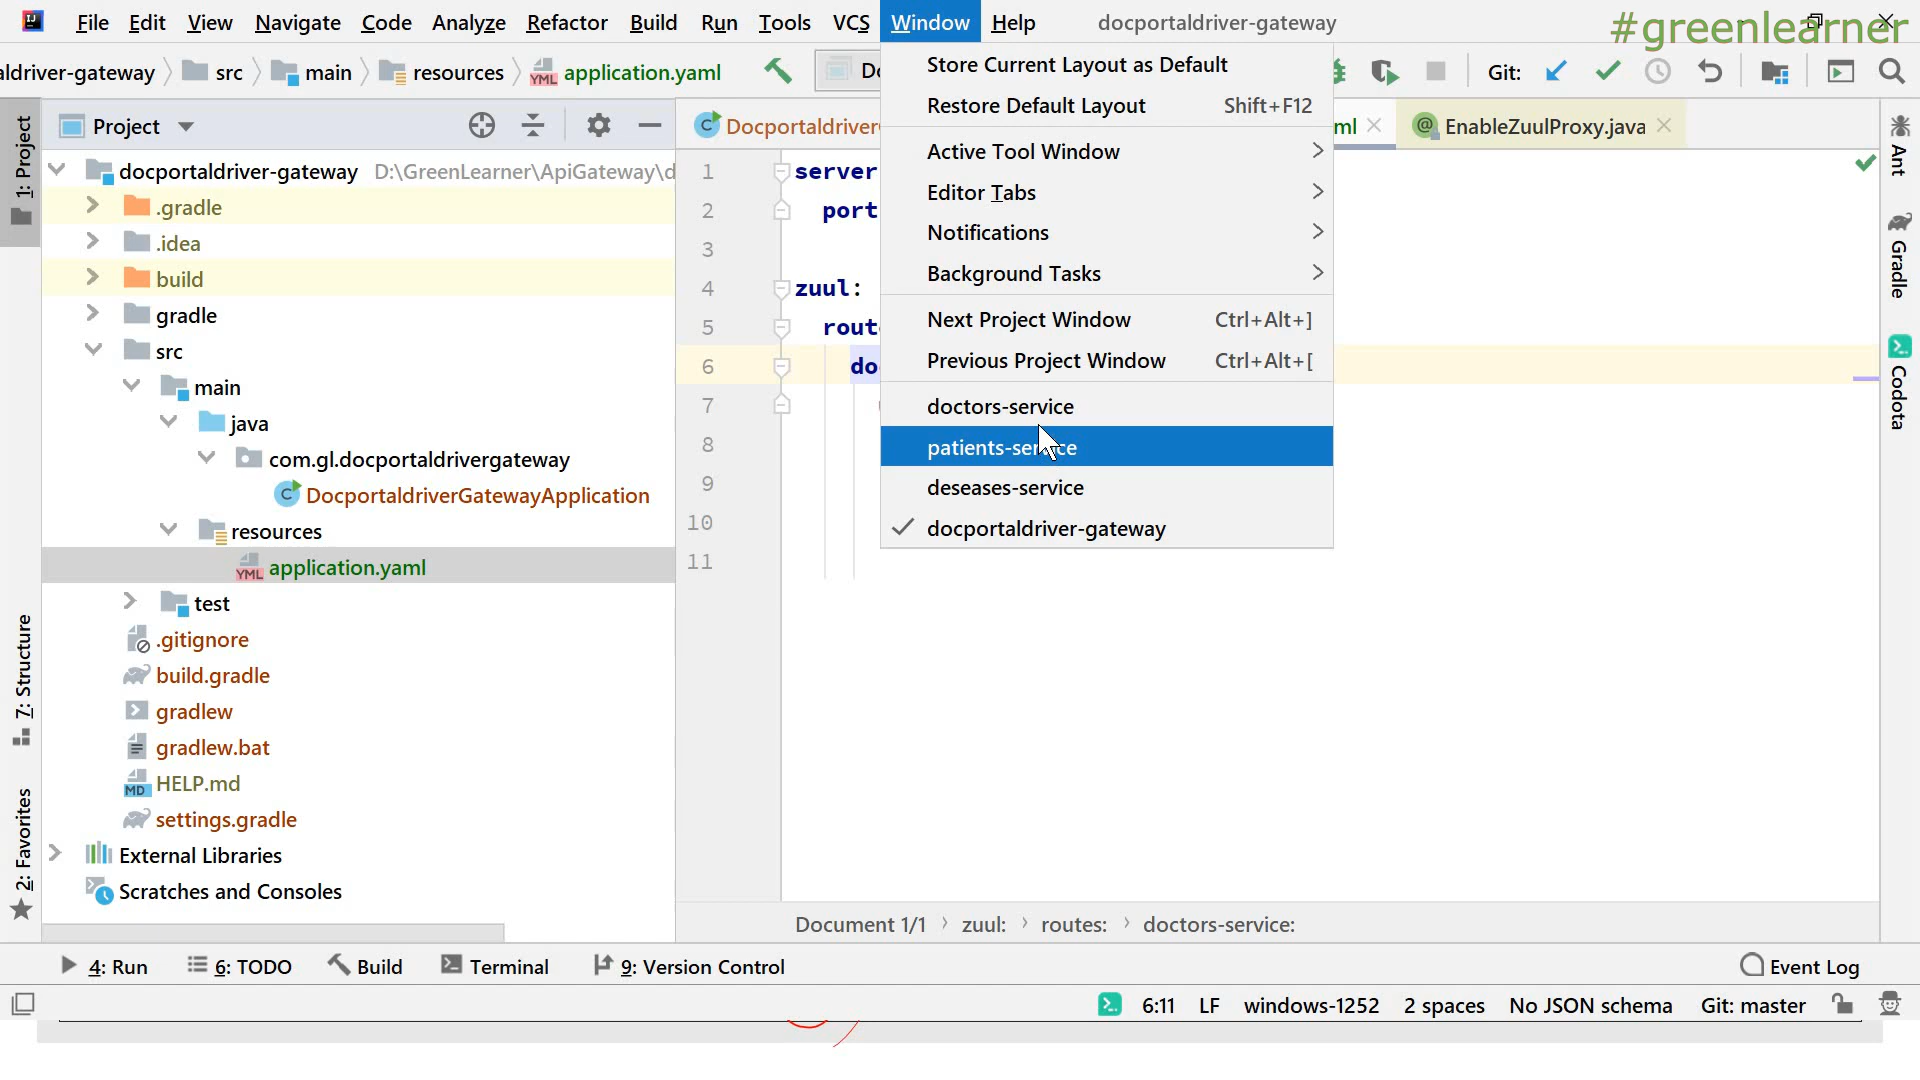 File Edit View Navigate Code Analyze Refactor Build Run Tools VCS Window Help docportaldriver-gateway
#greenlearner
aldriver-gateway src main resources application.yaml Git:
Project
DocportaldriverG
ml
EnableZuulProxy.java
1: Project
7: Structure
2: Favorites
docportaldriver-gateway D:\GreenLearner\ApiGateway\d
.gradle
.idea
build
gradle
src
main
java
com.gl.docportaldrivergateway
DocportaldriverGatewayApplication
resources
application.yaml
test
.gitignore
build.gradle
gradlew
gradlew.bat
HELP.md
settings.gradle
External Libraries
Scratches and Consoles
1 server
2 port
3
4 zuul:
5 route
6 do
7
8
9
10
11
Store Current Layout as Default
Restore Default Layout Shift+F12
Active Tool Window
Editor Tabs
Notifications
Background Tasks
Next Project Window Ctrl+Alt+]
Previous Project Window Ctrl+Alt+[
doctors-service
patients-service
deseases-service
docportaldriver-gateway
Ant
Gradle
Codota
Document 1/1 zuul: routes: doctors-service:
4: Run 6: TODO Build Terminal 9: Version Control Event Log
6:11 LF windows-1252 2 spaces No JSON schema Git: master